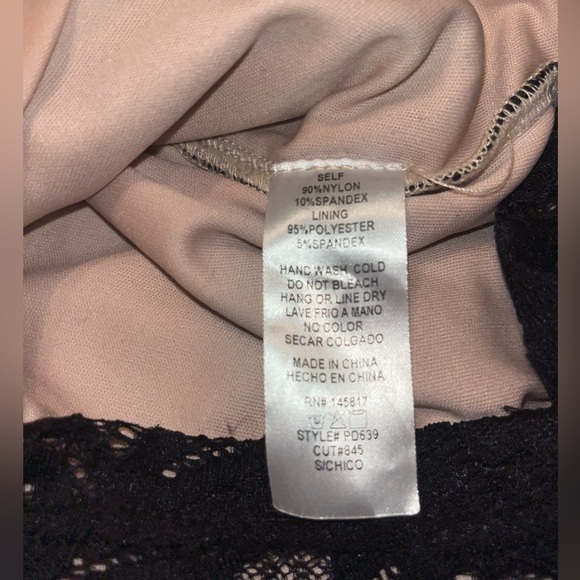 SELF
90%NYLON
10%SPANDEX
LINING
95%POLYESTER
5%SPANDEX
HAND WASH COLD
DO NOT BLEACH
HANG OR LINE DRY
LAVE FRIO A MANO
NO COLOR
SECAR COLGADO
MADE IN CHINA
HECHO EN CHINA
RN# 145817
STYLE# PD539
CUT#845
S/CHICO